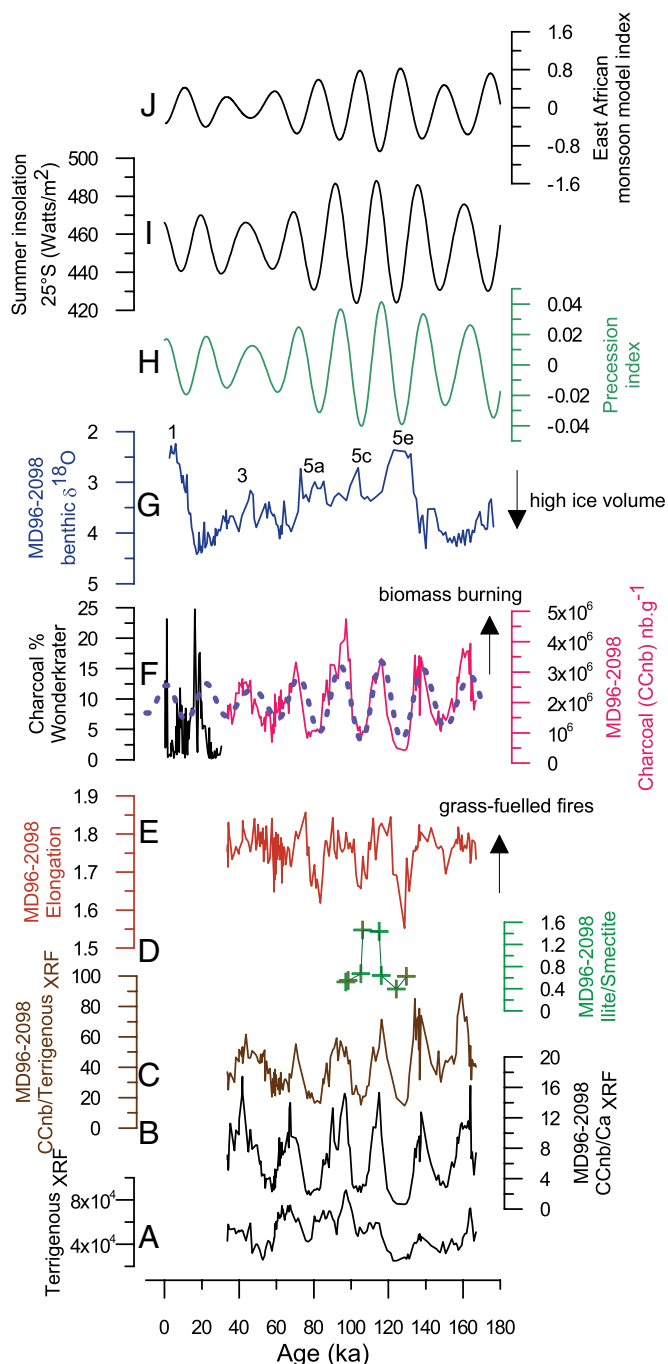 J
1.6
0.8
0
-0.8
-1.6
East African
monsoon model index
500
480
460
440
420
Summer insolation
25°S (Watts/m²)
I
H
0.04
0.02
0
-0.02
-0.04
Precession
index
2
3
4
5
MD96-2098
benthic δ¹⁸O
G
1
3
5a
5c
5e
high ice volume
biomass burning
25
20
15
10
5
0
Charcoal %
Wonderkrater
F
5x10⁶
4x10⁶
3x10⁶
2x10⁶
10⁶
0
MD96-2098
Charcoal (CCnb) nb.g⁻¹
grass-fuelled fires
1.9
1.8
1.7
1.6
1.5
MD96-2098
Elongation
E
D
1.6
1.2
0.8
0.4
0
MD96-2098
Ilite/Smectite
100
80
60
40
20
0
MD96-2098
CCnb/Terrigenous XRF
C
B
20
16
12
8
4
0
MD96-2098
CCnb/Ca XRF
8x10⁴
4x10⁴
Terrigenous XRF
A
0 20 40 60 80 100 120 140 160 180
Age (ka)